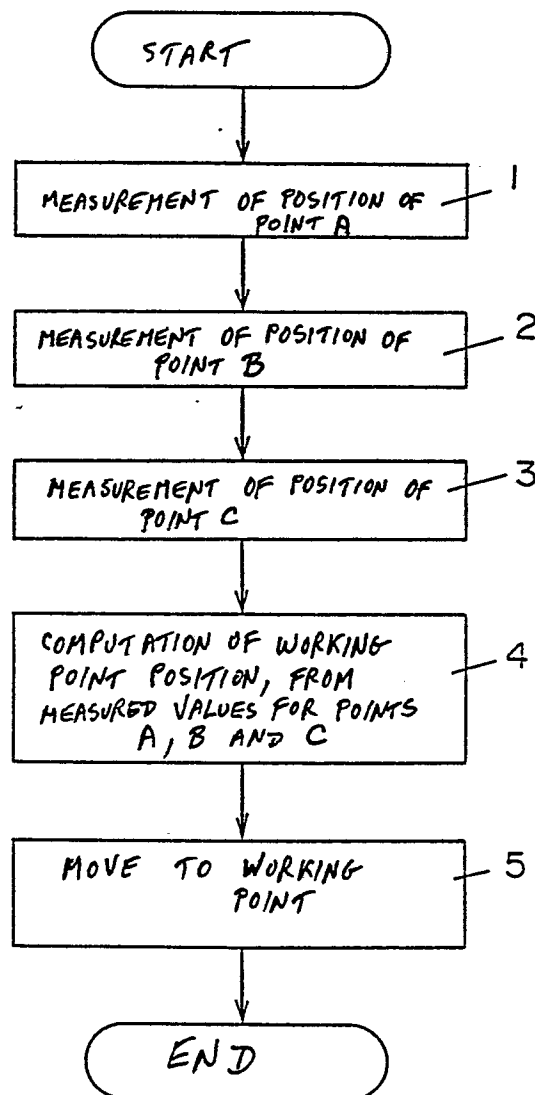 START
MEASUREMENT OF POSITION OF
POINT A
1
MEASUREMENT OF POSITION OF
POINT B
2
MEASUREMENT OF POSITION OF
POINT C
3
COMPUTATION OF WORKING
POINT POSITION, FROM
MEASURED VALUES FOR POINTS
A, B AND C
4
MOVE TO WORKING
POINT
5
END